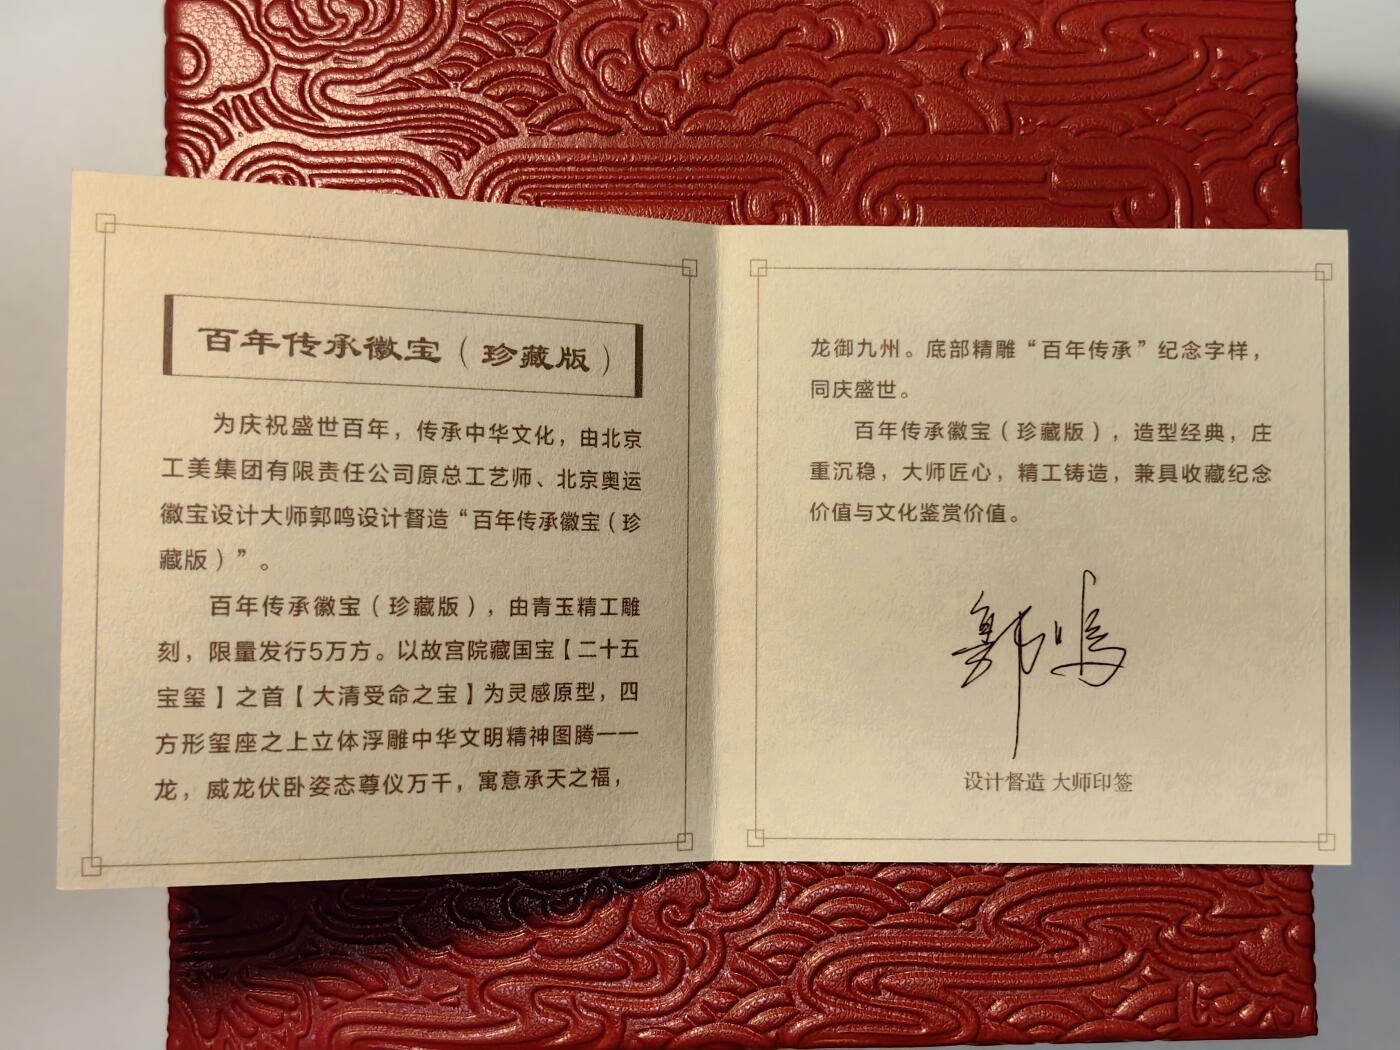 百年传承徽宝（珍藏版）
为庆祝盛世百年，传承中华文化，由北京
工美集团有限责任公司原总工艺师、北京奥运
徽宝设计大师郭鸣设计督造“百年传承徽宝（珍
藏版）”。
百年传承徽宝（珍藏版），由青玉精工雕
刻，限量发行5万方。以故宫院藏国宝【二十五
宝玺】之首【大清受命之宝】为灵感原型，四
方形玺座之上立体浮雕中华文明精神图腾——
龙，威龙伏卧姿态尊仪万千，寓意承天之福，
龙御九州。底部精雕“百年传承”纪念字样，
同庆盛世。
百年传承徽宝（珍藏版），造型经典，庄
重沉稳，大师匠心，精工铸造，兼具收藏纪念
价值与文化鉴赏价值。
郭鸣
设计督造 大师印签